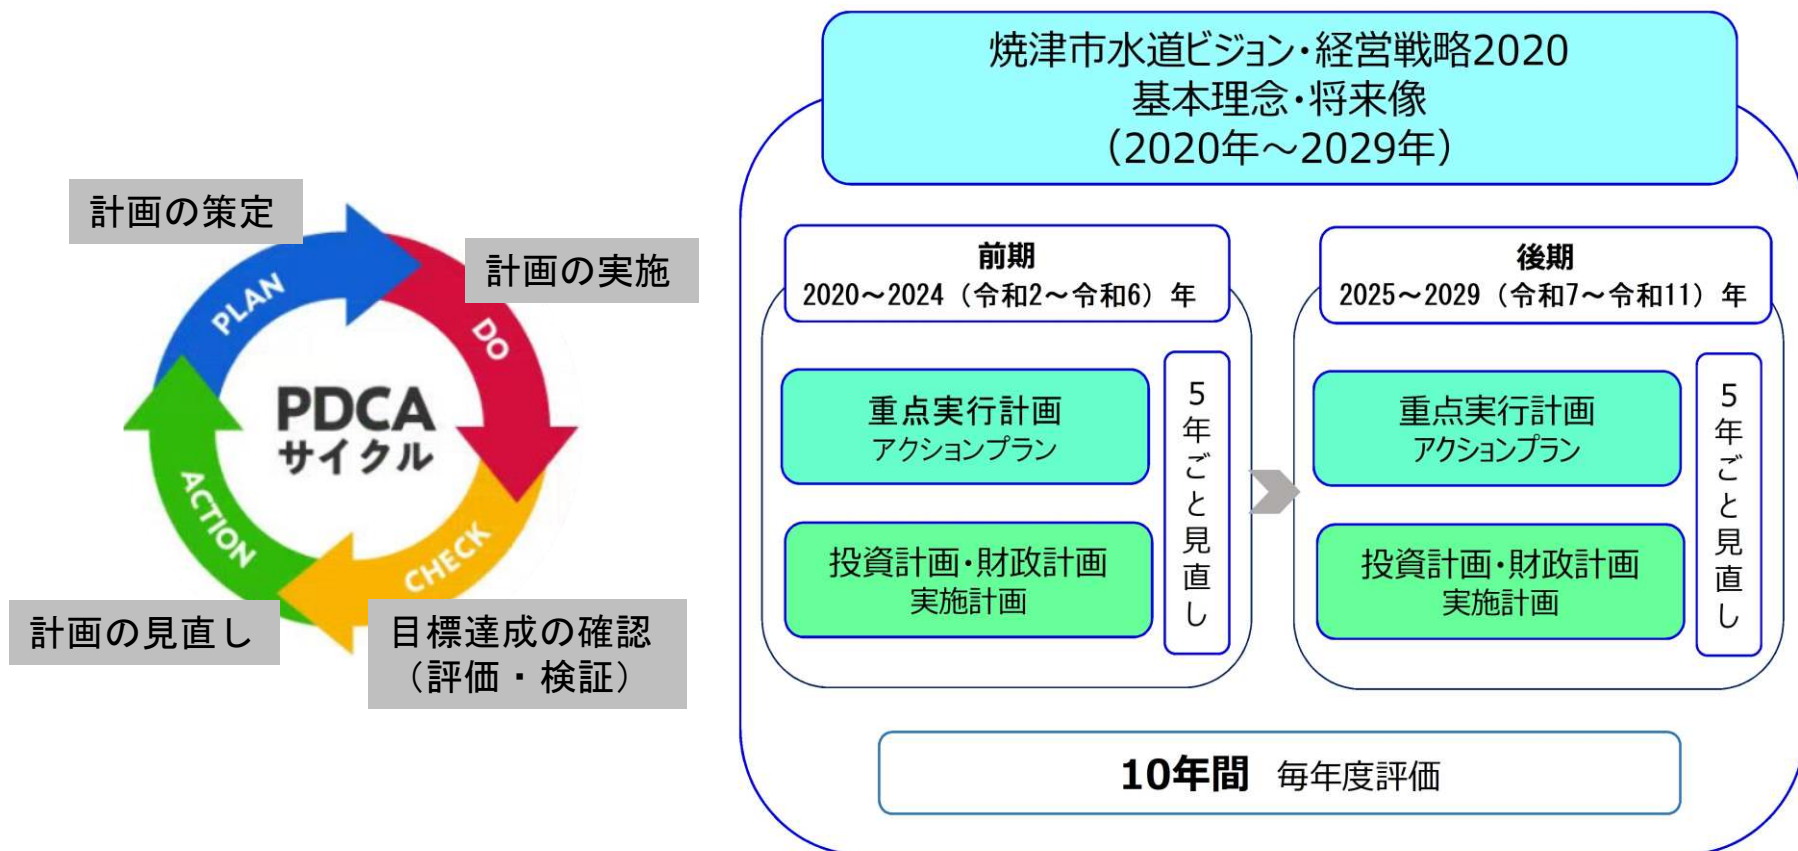 計画の策定
計画の実施
PLAN
DO
PDCA
サイクル
ACTION
CHECK
計画の見直し
目標達成の確認
（評価・検証）
焼津市水道ビジョン・経営戦略2020
基本理念・将来像
（2020年～2029年）
前期
2020～2024（令和2～令和6）年
重点実行計画
アクションプラン
投資計画・財政計画
実施計画
5年ごと見直し
後期
2025～2029（令和7～令和11）年
重点実行計画
アクションプラン
投資計画・財政計画
実施計画
5年ごと見直し
10年間 毎年度評価